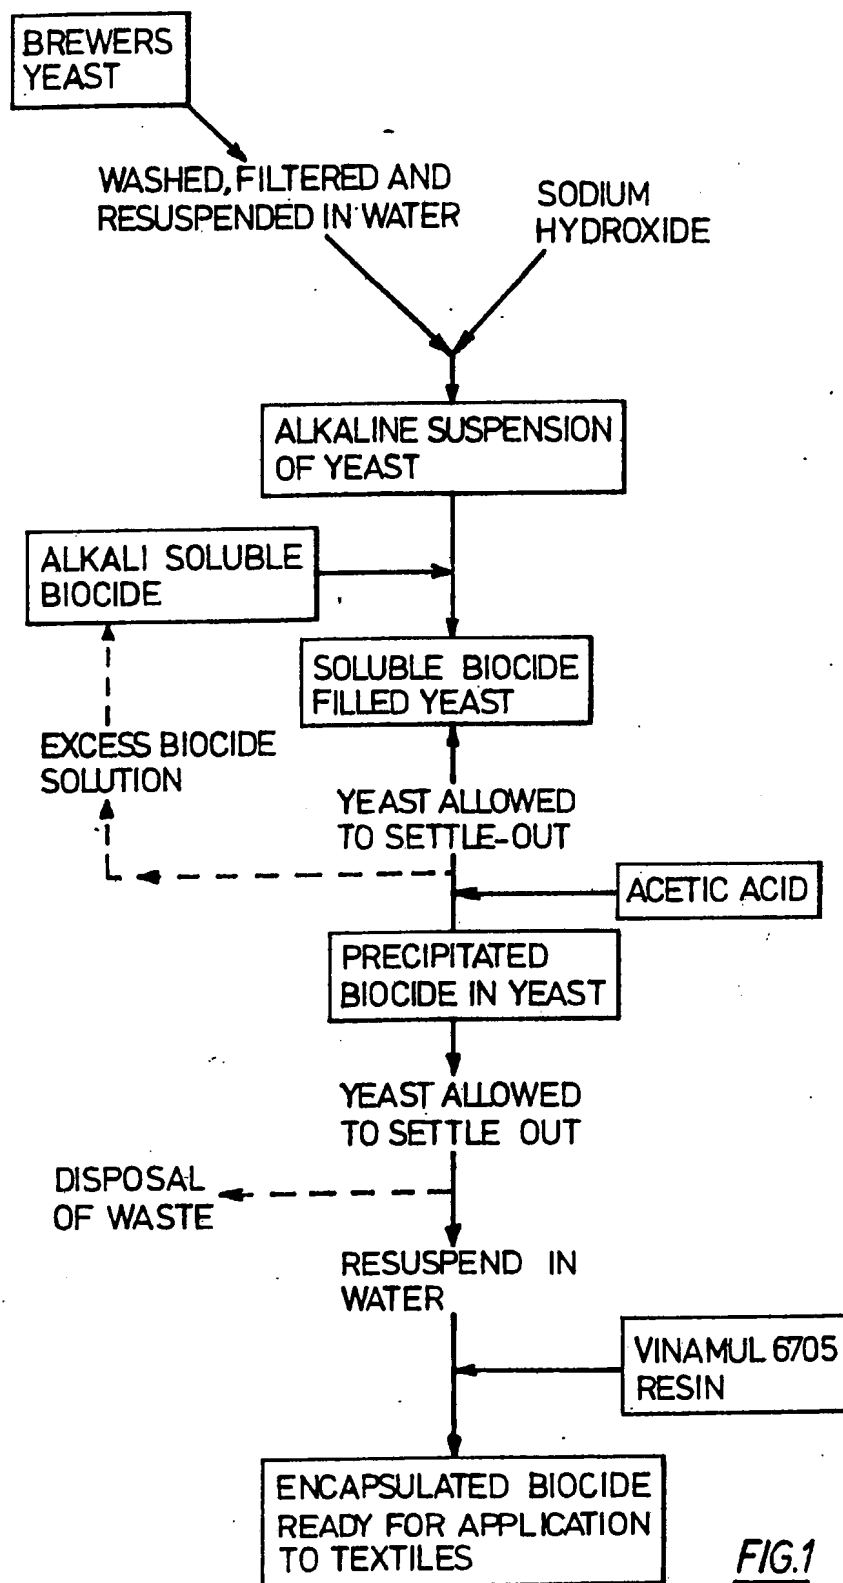 BREWERS
YEAST
WASHED, FILTERED AND
RESUSPENDED IN WATER
SODIUM
HYDROXIDE
ALKALINE SUSPENSION
OF YEAST
ALKALI SOLUBLE
BIOCIDE
SOLUBLE BIOCIDE
FILLED YEAST
EXCESS BIOCIDE
SOLUTION
YEAST ALLOWED
TO SETTLE-OUT
ACETIC ACID
PRECIPITATED
BIOCIDE IN YEAST
YEAST ALLOWED
TO SETTLE OUT
DISPOSAL
OF WASTE
RESUSPEND IN
WATER
VINAMUL 6705
RESIN
ENCAPSULATED BIOCIDE
READY FOR APPLICATION
TO TEXTILES
FIG.1